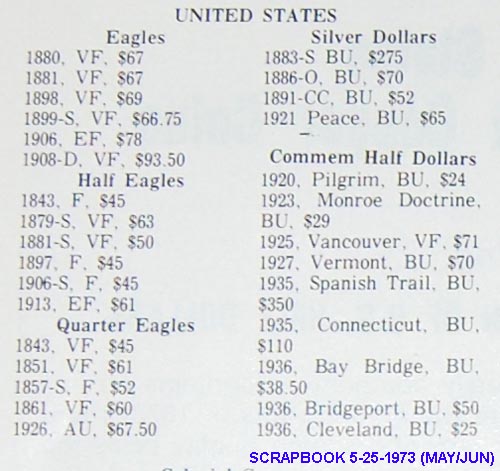 UNITED STATES
Eagles
1880, VF, $67
1881, VF, $67
1898, VF, $69
1899-S, VF, $66.75
1906, EF, $78
1908-D, VF, $93.50
Half Eagles
1843, F, $45
1879-S, VF, $63
1881-S, VF, $50
1897, F, $45
1906-S, F, $45
1913, EF, $61
Quarter Eagles
1843, VF, $45
1851, VF, $61
1857-S, F, $52
1861, VF, $60
1926, AU, $67.50
Silver Dollars
1883-S BU, $275
1886-O, BU, $70
1891-CC, BU, $52
1921 Peace, BU, $65
Commem Half Dollars
1920, Pilgrim, BU, $24
1923, Monroe Doctrine,
BU, $29
1925, Vancouver, VF, $71
1927, Vermont, BU, $70
1935, Spanish Trail, BU,
$350
1935, Connecticut, BU,
$110
1936, Bay Bridge, BU,
$38.50
1936, Bridgeport, BU, $50
1936, Cleveland, BU, $25
SCRAPBOOK 5-25-1973 (MAY/JUN)